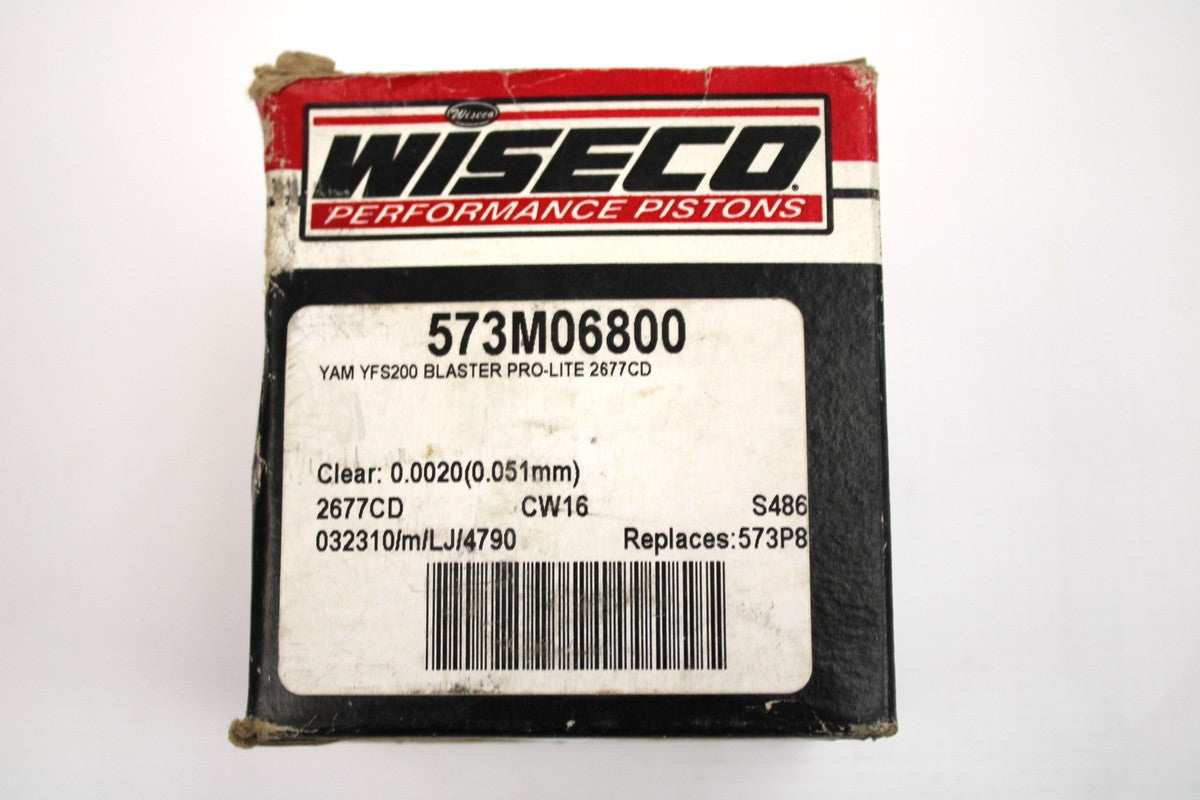 Wiseco
WISECO®
PERFORMANCE PISTONS
573M06800
YAM YFS200 BLASTER PRO-LITE 2677CD
Clear: 0.0020(0.051mm)
2677CD CW16 S486
032310/m/LJ/4790 Replaces:573P8